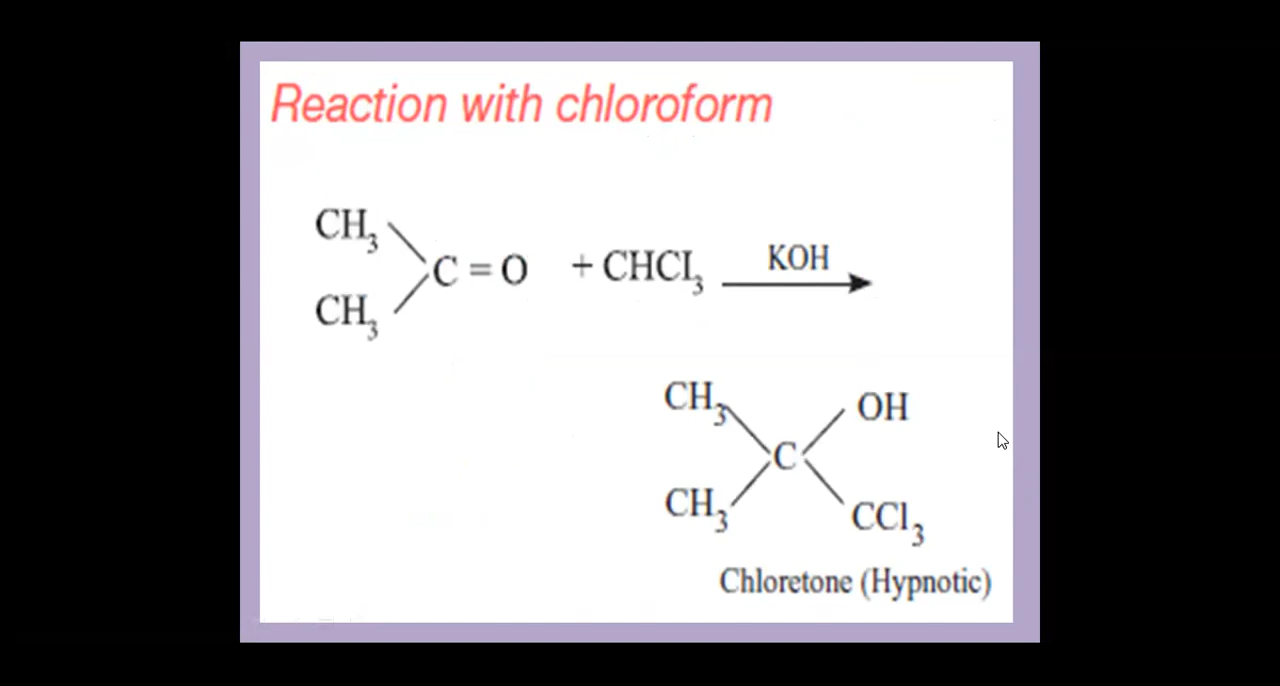 Reaction with chloroform
CH₃
C = O + CHCl₃ KOH
CH₃
CH₃ OH
C
CH₃ CCl₃
Chloretone (Hypnotic)